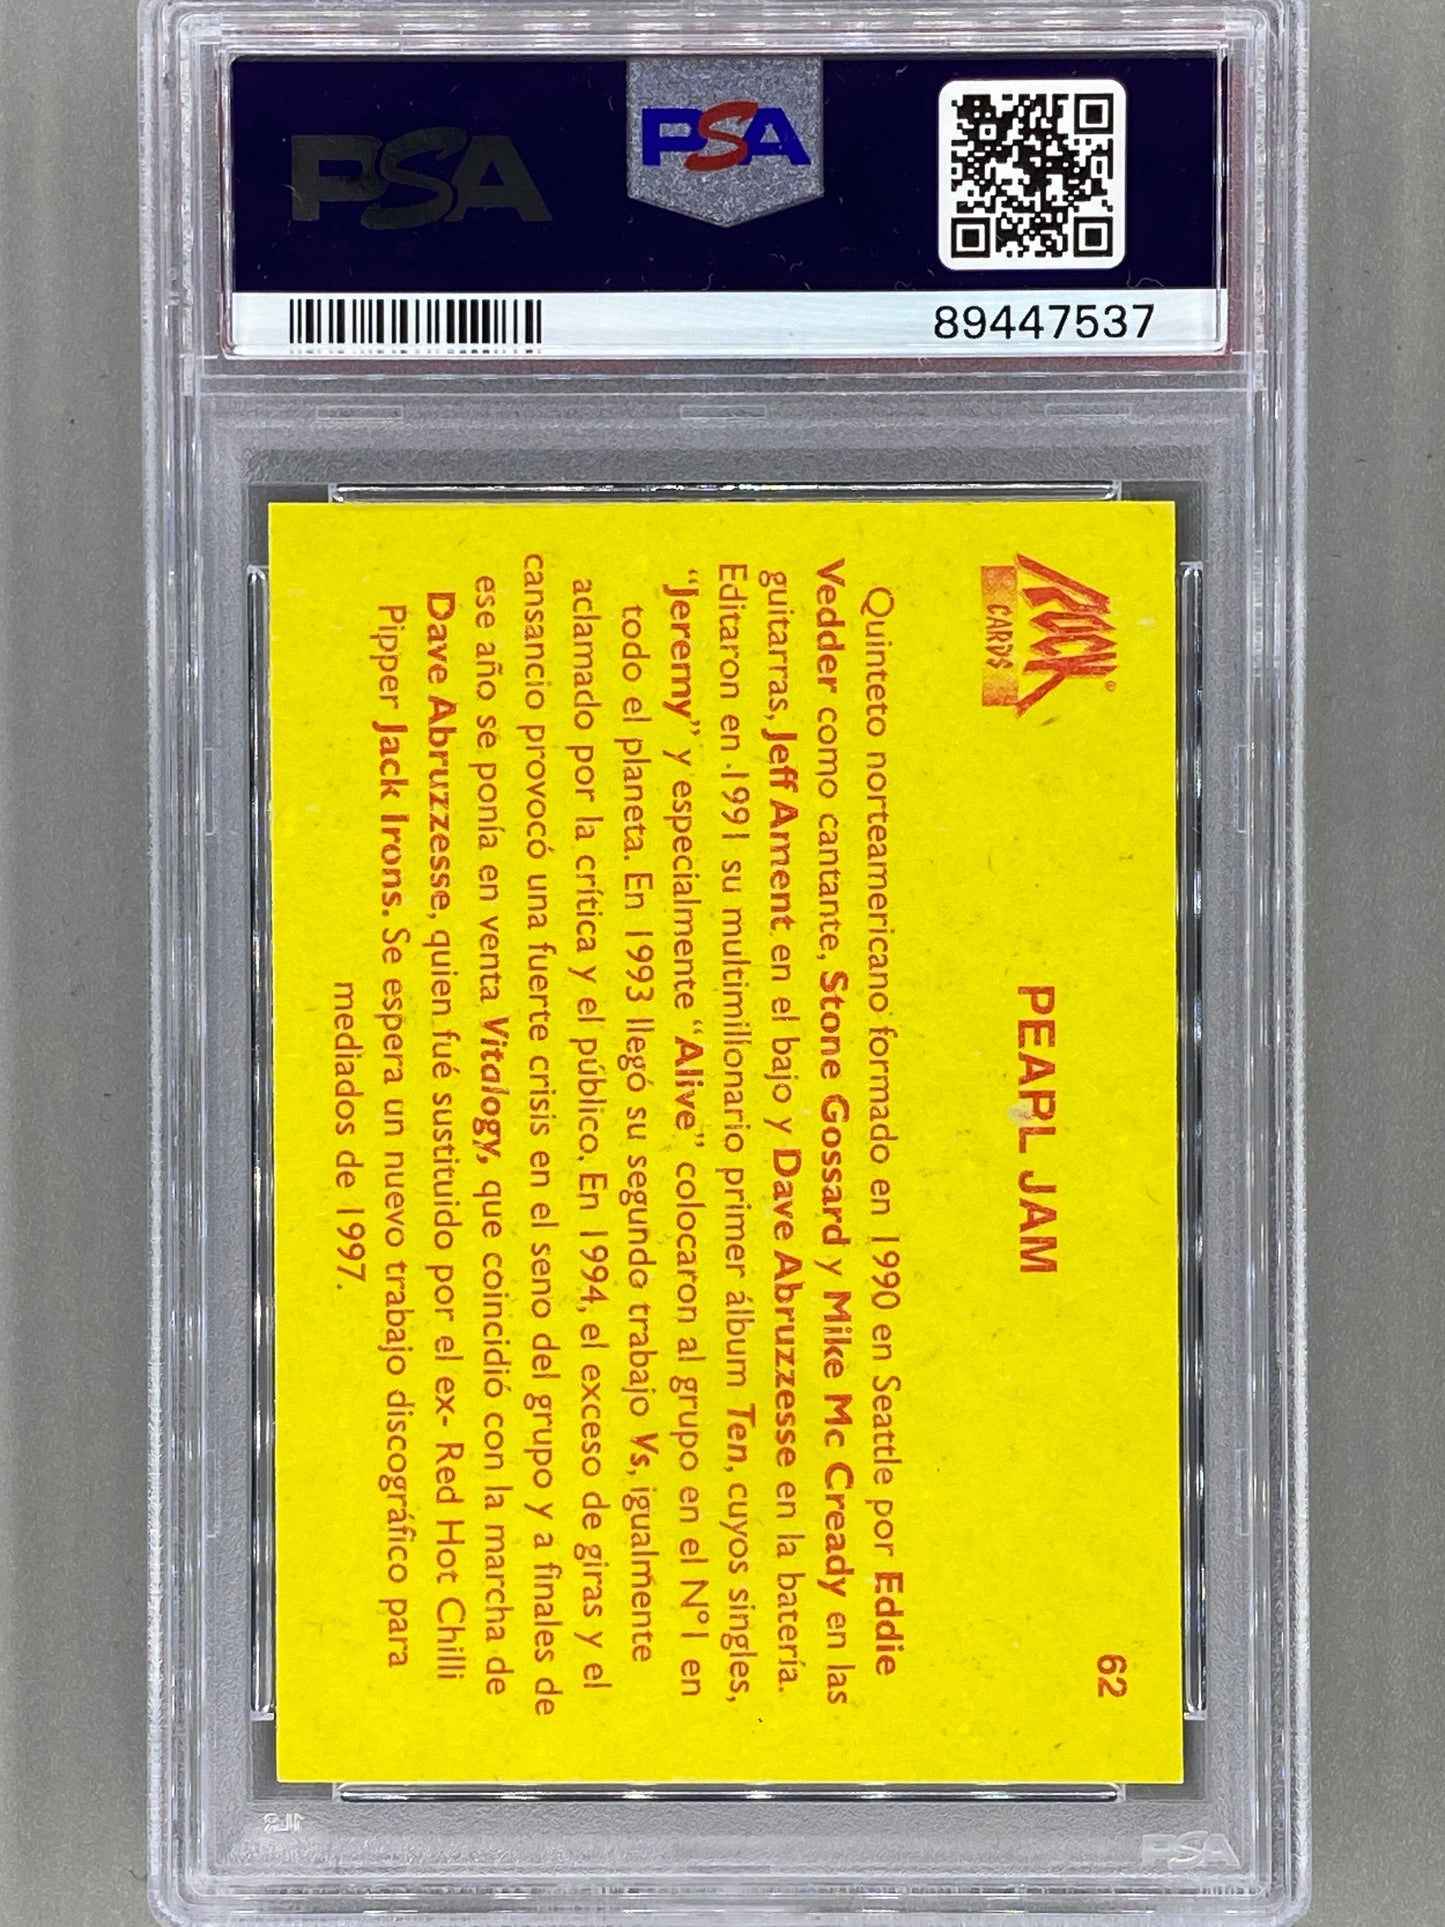 PSA
PSA
89447537
ROCK
CARDS
®
62
PEARL JAM
Quinteto norteamericano formado en 1990 en Seattle por Eddie
Vedder como cantante, Stone Gossard y Mike Mc Cready en las
guitarras, Jeff Ament en el bajo y Dave Abruzzesse en la batería.
Editaron en 1991 su multimillonario primer álbum Ten, cuyos singles,
“Jeremy” y especialmente “Alive” colocaron al grupo en el Nº1 en
todo el planeta. En 1993 llegó su segundo trabajo Vs, igualmente
aclamado por la crítica y el público. En 1994, el exceso de giras y el
cansancio provocó una fuerte crisis en el seno del grupo y a finales de
ese año se ponía en venta Vitalogy, que coincidió con la marcha de
Dave Abruzzesse, quien fué sustituido por el ex- Red Hot Chilli
Pipper Jack Irons. Se espera un nuevo trabajo discográfico para
mediados de 1997.
PSA